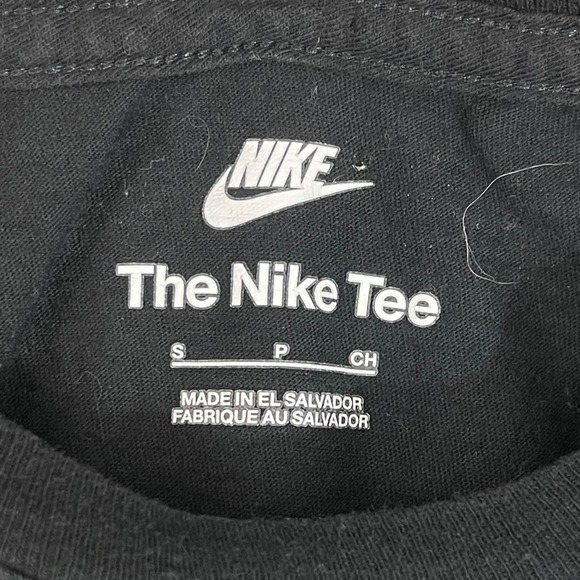 NIKE
The Nike Tee
S P CH
MADE IN EL SALVADOR
FABRIQUE AU SALVADOR